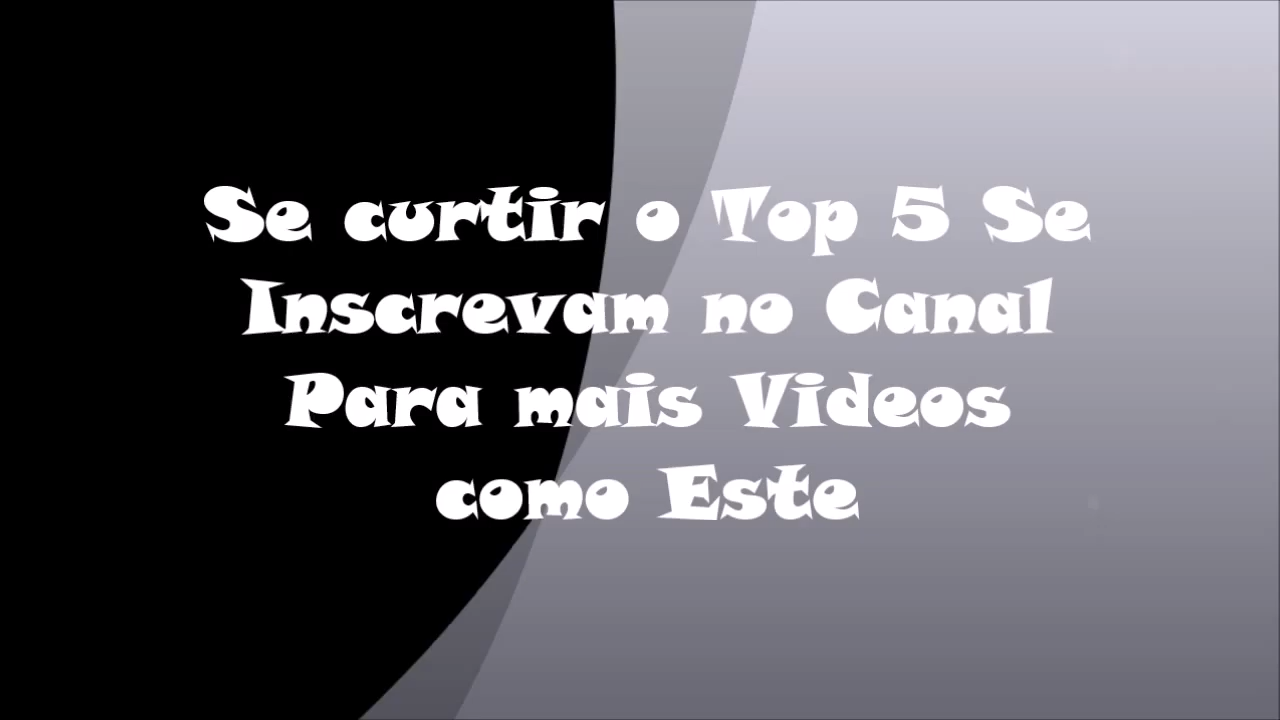 Se curtir o Top 5 Se
Inscrevam no Canal
Para mais Videos
como Este